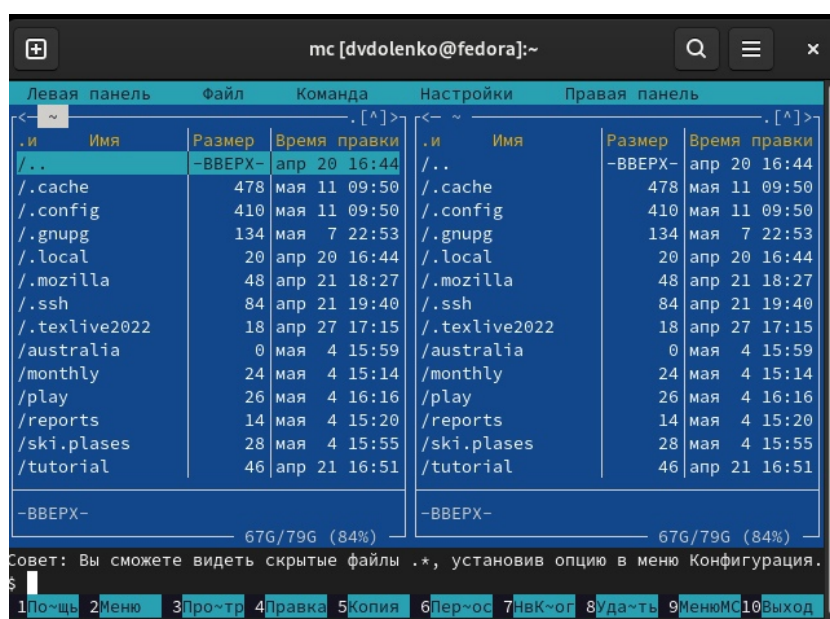 mc [dvdolenko@fedora]:~
Левая панель Файл Команда Настройки Правая панель
<— ~ .[^]> <— ~ .[^]>
.и Имя Размер Время правки .и Имя Размер Время правки
/.. -ВВЕРХ- апр 20 16:44 /.. -ВВЕРХ- апр 20 16:44
/.cache 478 мая 11 09:50 /.cache 478 мая 11 09:50
/.config 410 мая 11 09:50 /.config 410 мая 11 09:50
/.gnupg 134 мая 7 22:53 /.gnupg 134 мая 7 22:53
/.local 20 апр 20 16:44 /.local 20 апр 20 16:44
/.mozilla 48 апр 21 18:27 /.mozilla 48 апр 21 18:27
/.ssh 84 апр 21 19:40 /.ssh 84 апр 21 19:40
/.texlive2022 18 апр 27 17:15 /.texlive2022 18 апр 27 17:15
/australia 0 мая 4 15:59 /australia 0 мая 4 15:59
/monthly 24 мая 4 15:14 /monthly 24 мая 4 15:14
/play 26 мая 4 16:16 /play 26 мая 4 16:16
/reports 14 мая 4 15:20 /reports 14 мая 4 15:20
/ski.plases 28 мая 4 15:55 /ski.plases 28 мая 4 15:55
/tutorial 46 апр 21 16:51 /tutorial 46 апр 21 16:51
-ВВЕРХ- -ВВЕРХ-
67G/79G (84%) 67G/79G (84%)
Совет: Вы сможете видеть скрытые файлы .*, установив опцию в меню Конфигурация.
$
1По~щь 2Меню 3Про~тр 4Правка 5Копия 6Пер~ос 7НвК~ог 8Уда~ть 9МенюMC10Выход